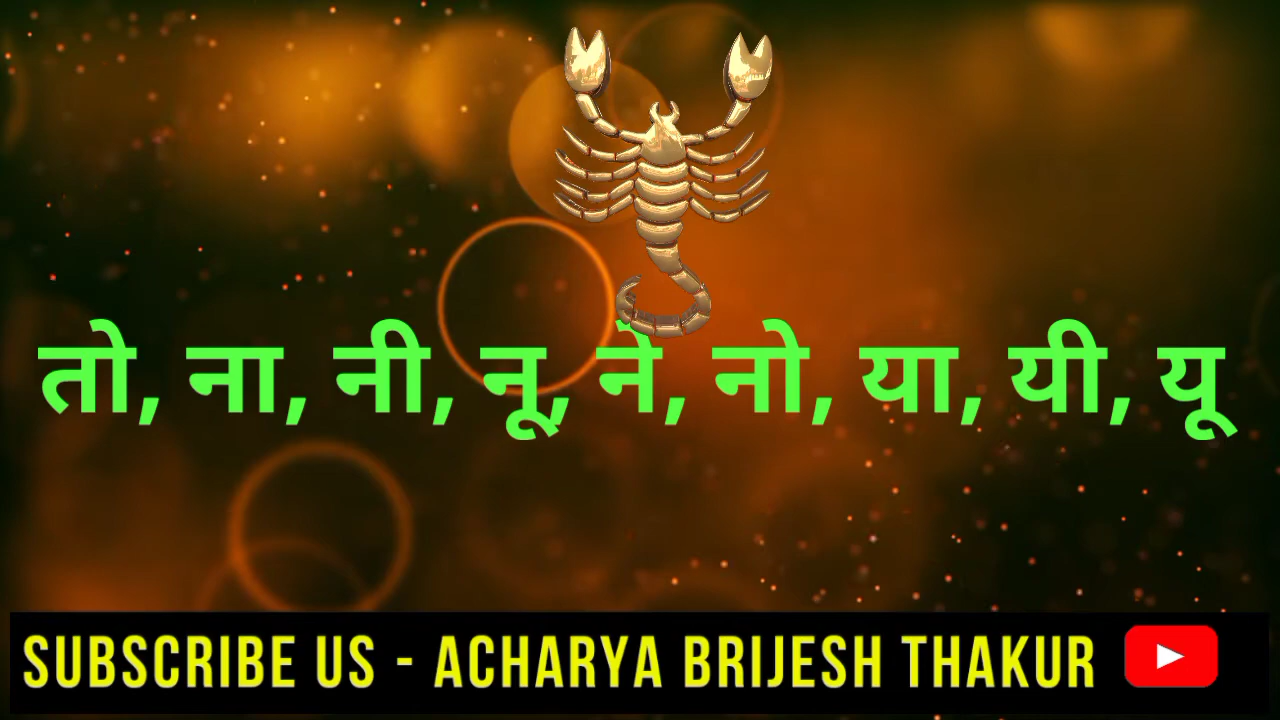 तो, ना, नी, नू, ने, नो, या, यी, यू
SUBSCRIBE US - ACHARYA BRIJESH THAKUR